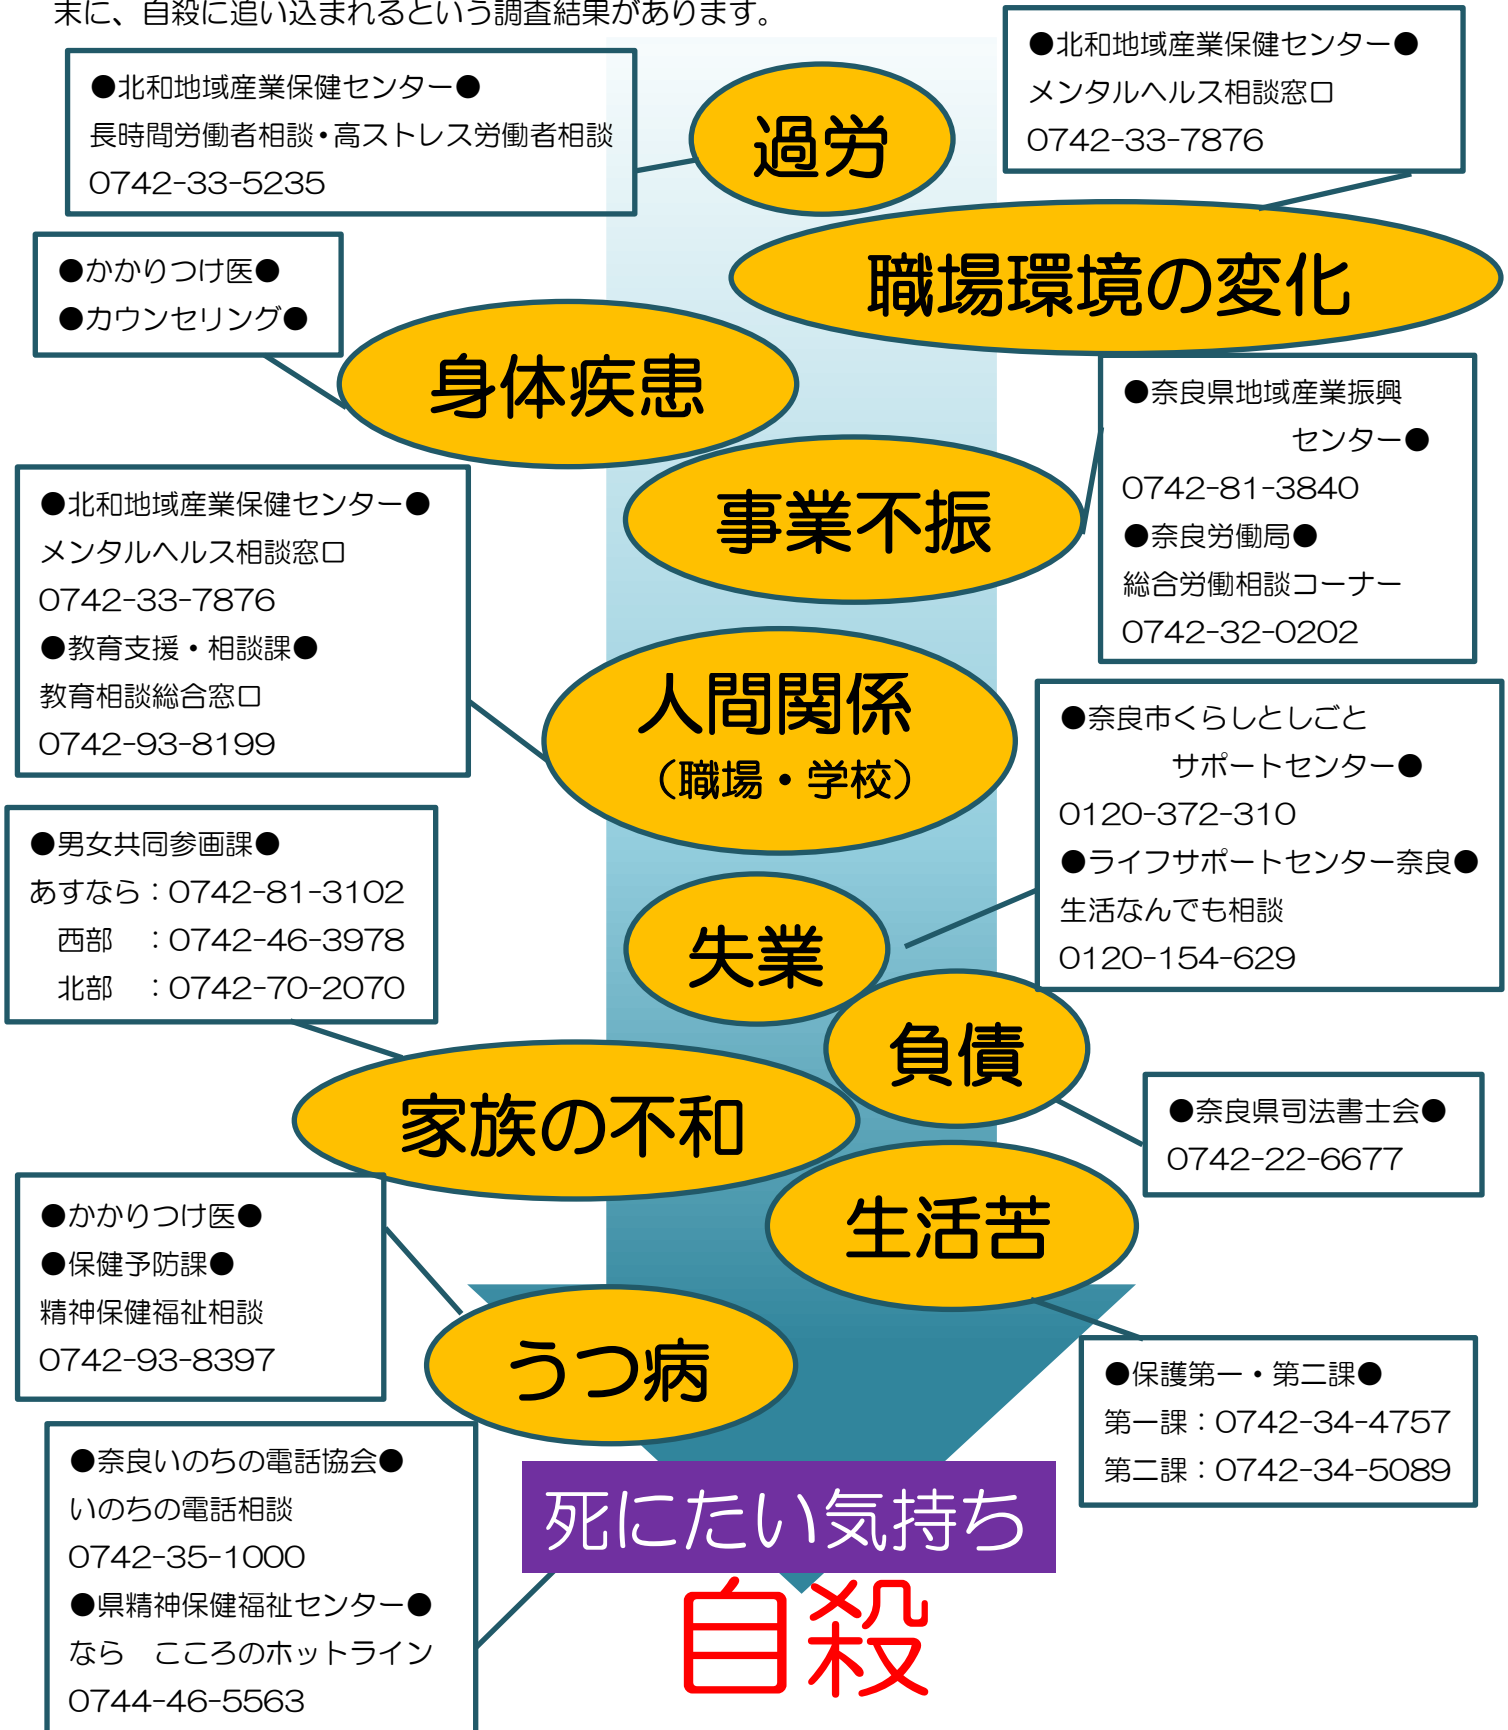 末に、自殺に追い込まれるという調査結果があります。
●北和地域産業保健センター●
長時間労働者相談・高ストレス労働者相談
0742-33-5235
過労
●北和地域産業保健センター●
メンタルヘルス相談窓口
0742-33-7876
職場環境の変化
●かかりつけ医●
●カウンセリング●
身体疾患
●奈良県地域産業振興
センター●
0742-81-3840
●奈良労働局●
総合労働相談コーナー
0742-32-0202
事業不振
●北和地域産業保健センター●
メンタルヘルス相談窓口
0742-33-7876
●教育支援・相談課●
教育相談総合窓口
0742-93-8199
人間関係
（職場・学校）
●奈良市くらしとしごと
サポートセンター●
0120-372-310
●ライフサポートセンター奈良●
生活なんでも相談
0120-154-629
失業
●男女共同参画課●
あすなら：0742-81-3102
西部　：0742-46-3978
北部　：0742-70-2070
負債
家族の不和
●奈良県司法書士会●
0742-22-6677
●かかりつけ医●
●保健予防課●
精神保健福祉相談
0742-93-8397
生活苦
うつ病
●保護第一・第二課●
第一課：0742-34-4757
第二課：0742-34-5089
●奈良いのちの電話協会●
いのちの電話相談
0742-35-1000
●県精神保健福祉センター●
なら　こころのホットライン
0744-46-5563
死にたい気持ち
自殺